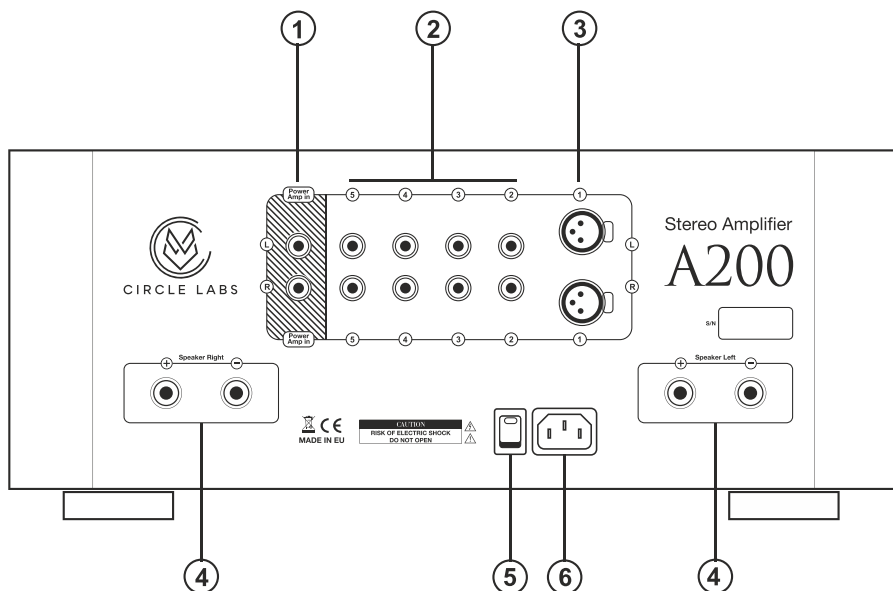 1 2 3
Power
Amp in
5 4 3 2 1
L L
R R
Power
Amp in
5 4 3 2 1
CIRCLE LABS
Stereo Amplifier
A200
S/N
Speaker Right
+ −
Speaker Left
+ −
CE
MADE IN EU
CAUTION
RISK OF ELECTRIC SHOCK
DO NOT OPEN
4 5 6 4